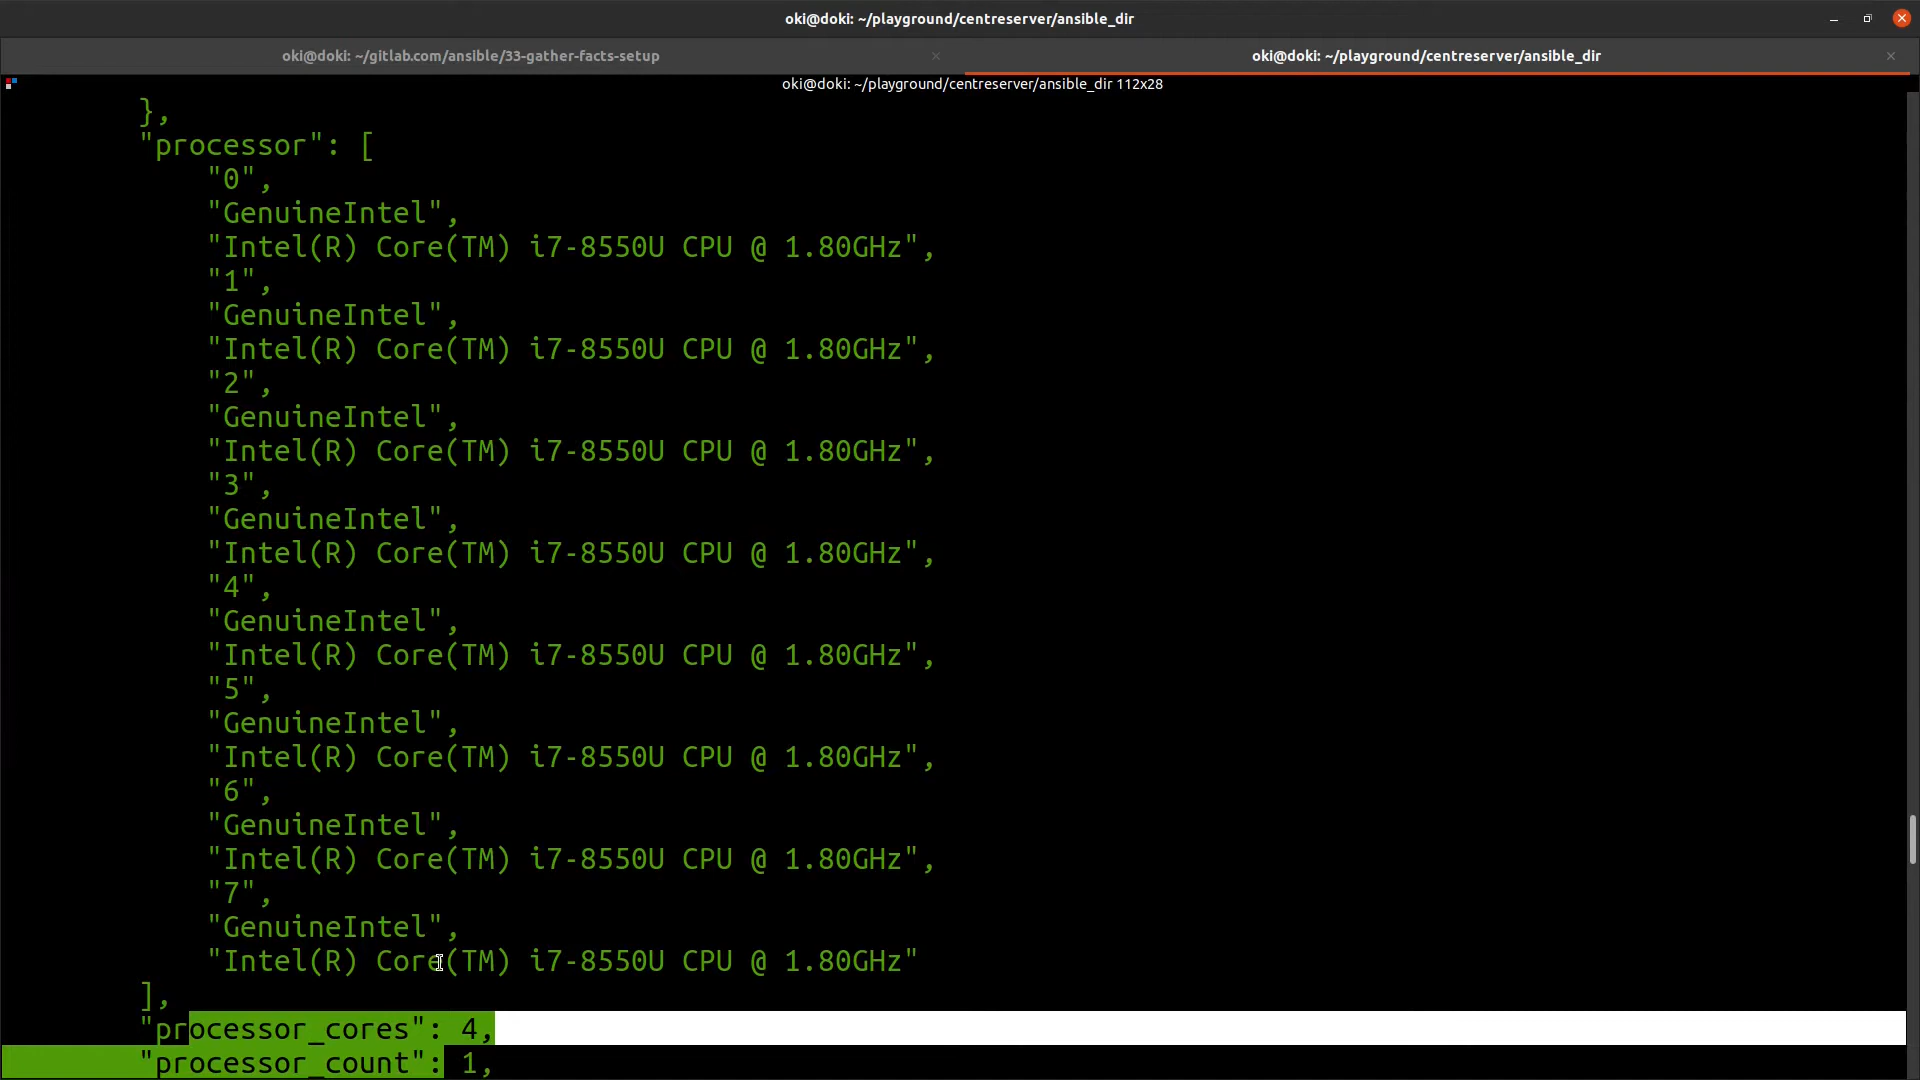 oki@doki: ~/playground/centreserver/ansible_dir
oki@doki: ~/gitlab.com/ansible/33-gather-facts-setup
oki@doki: ~/playground/centreserver/ansible_dir
oki@doki: ~/playground/centreserver/ansible_dir 112x28
},
"processor": [
"0",
"GenuineIntel",
"Intel(R) Core(TM) i7-8550U CPU @ 1.80GHz",
"1",
"GenuineIntel",
"Intel(R) Core(TM) i7-8550U CPU @ 1.80GHz",
"2",
"GenuineIntel",
"Intel(R) Core(TM) i7-8550U CPU @ 1.80GHz",
"3",
"GenuineIntel",
"Intel(R) Core(TM) i7-8550U CPU @ 1.80GHz",
"4",
"GenuineIntel",
"Intel(R) Core(TM) i7-8550U CPU @ 1.80GHz",
"5",
"GenuineIntel",
"Intel(R) Core(TM) i7-8550U CPU @ 1.80GHz",
"6",
"GenuineIntel",
"Intel(R) Core(TM) i7-8550U CPU @ 1.80GHz",
"7",
"GenuineIntel",
"Intel(R) Core(TM) i7-8550U CPU @ 1.80GHz"
],
"processor_cores": 4,
"processor_count": 1,